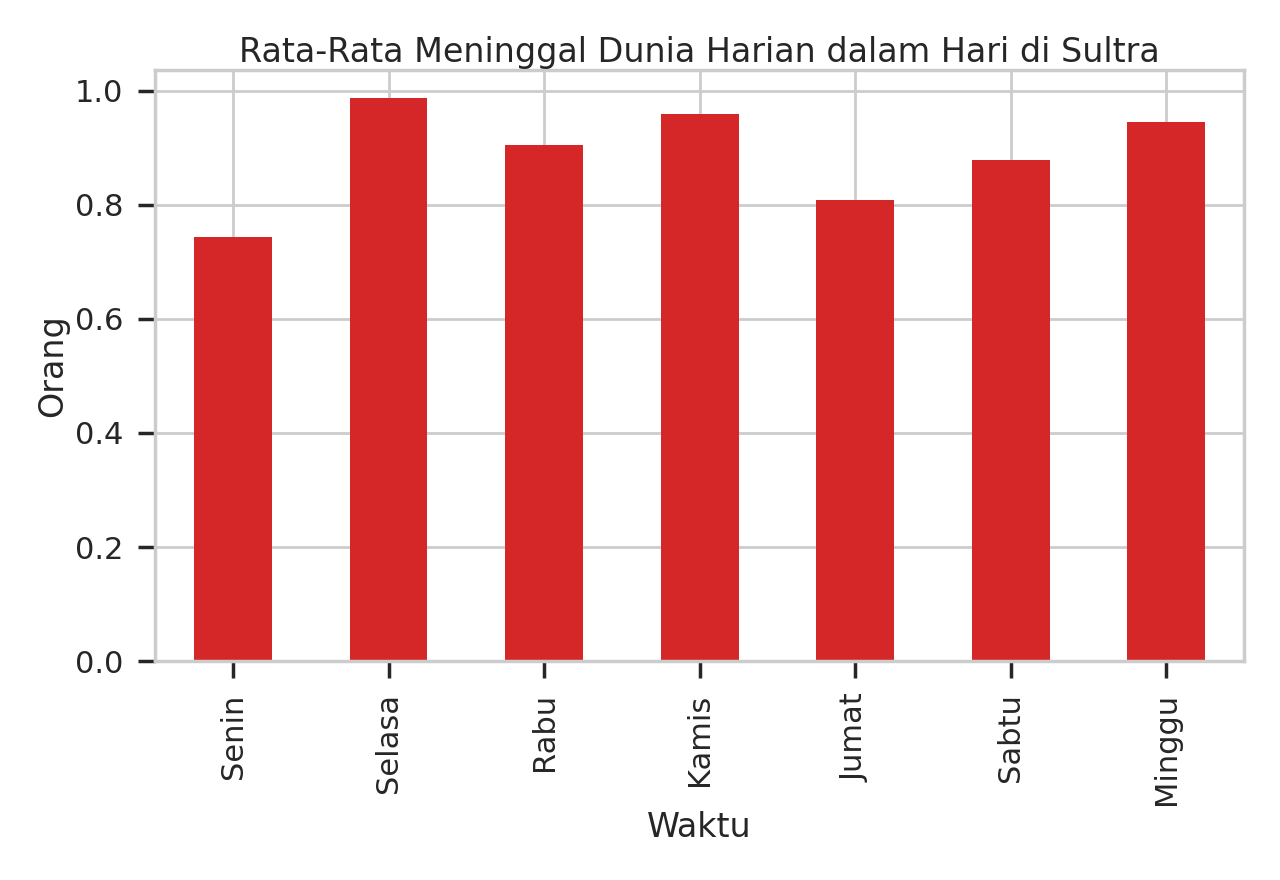 Rata-Rata Meninggal Dunia Harian dalam Hari di Sultra
1.0
0.8
0.6
0.4
0.2
0.0
Orang
Senin
Selasa
Rabu
Kamis
Jumat
Sabtu
Minggu
Waktu